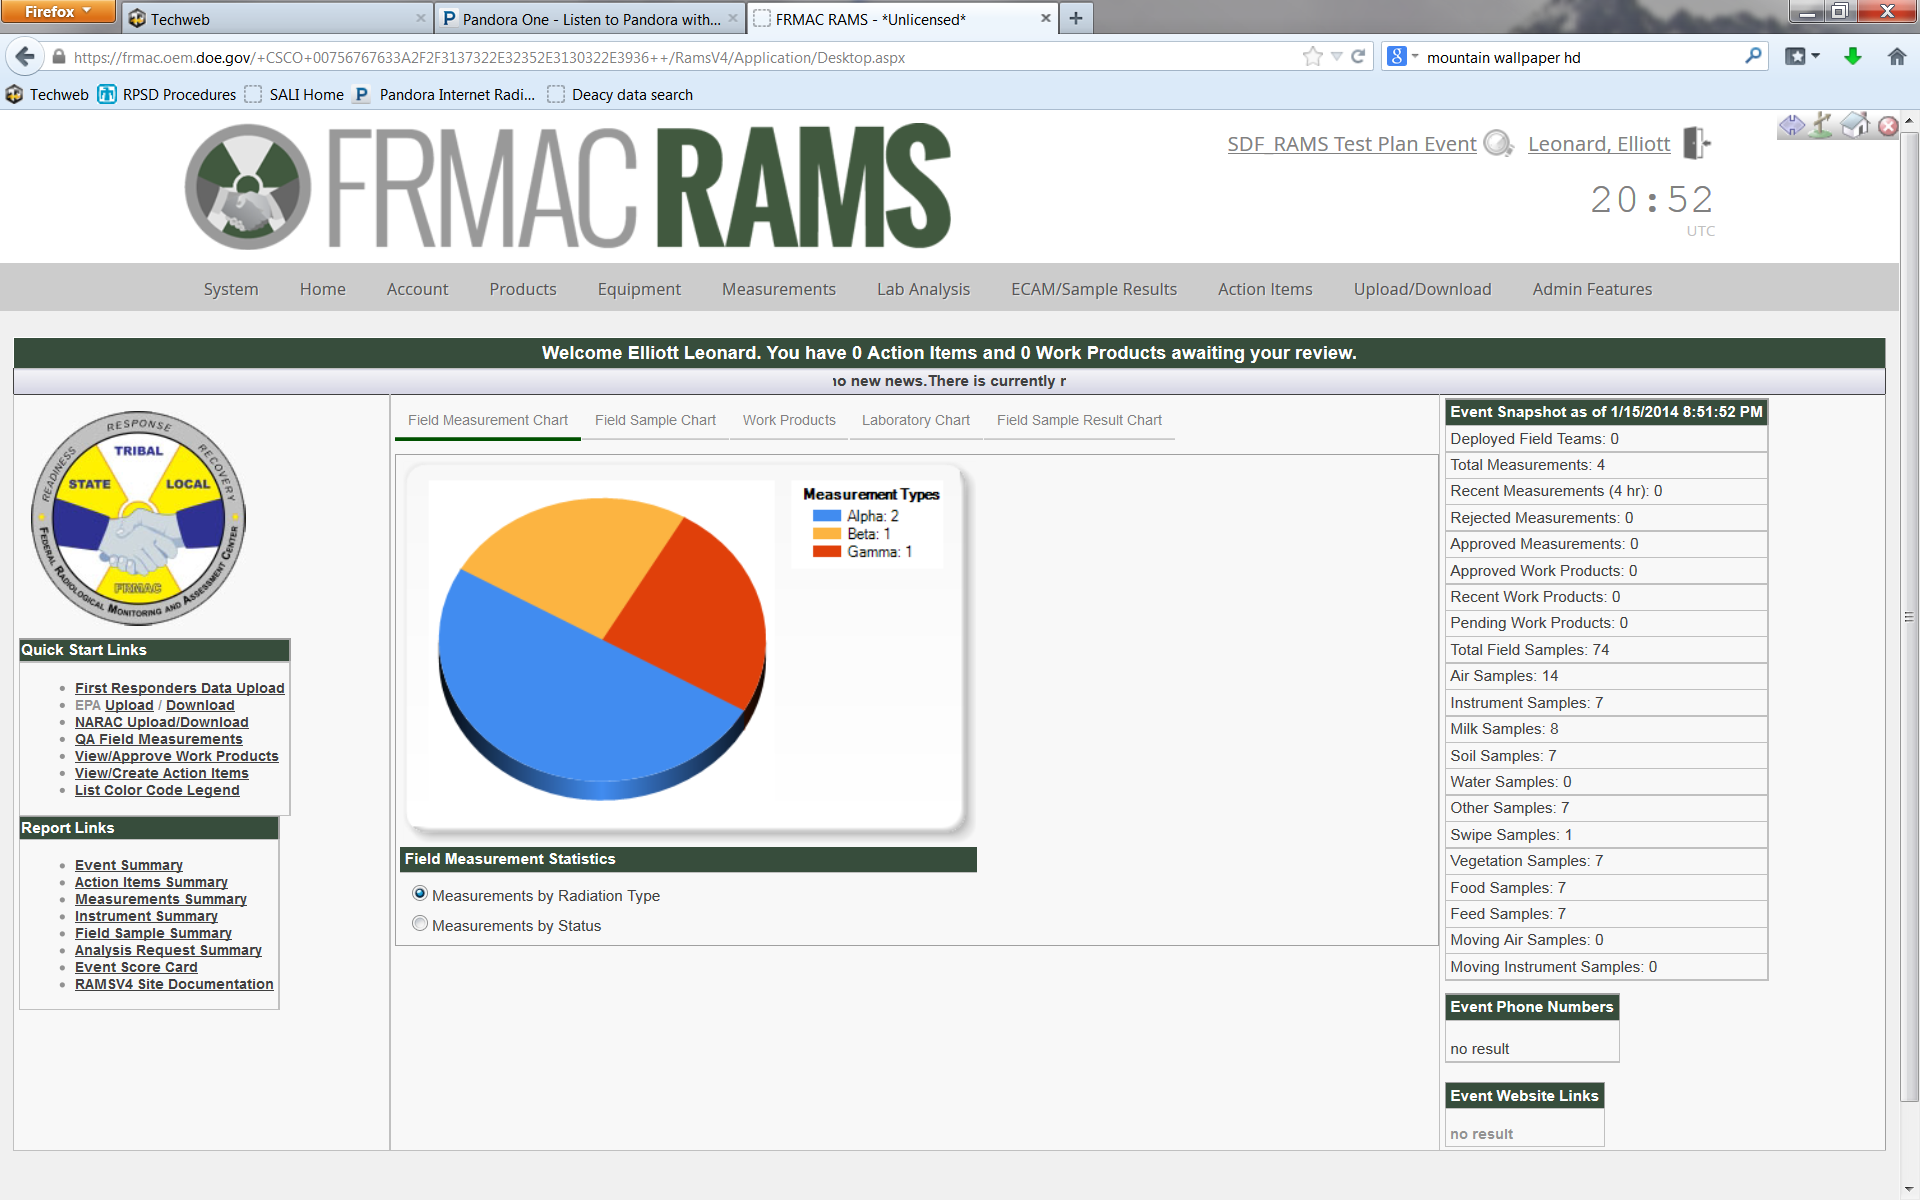 Firefox
Techweb
Pandora One - Listen to Pandora with...
FRMAC RAMS - *Unlicensed*
https://frmac.oem.doe.gov/+CSCO+00756767633A2F2F3137322E32352E3130322E3936++/RamsV4/Application/Desktop.aspx
mountain wallpaper hd
Techweb
RPSD Procedures
SALI Home
Pandora Internet Radi...
Deacy data search
FRMAC RAMS
SDF_RAMS Test Plan Event
Leonard, Elliott
20:52
UTC
System
Home
Account
Products
Equipment
Measurements
Lab Analysis
ECAM/Sample Results
Action Items
Upload/Download
Admin Features
Welcome Elliott Leonard. You have 0 Action Items and 0 Work Products awaiting your review.
no new news.There is currently r
READINESS RESPONSE RECOVERY
TRIBAL
STATE
LOCAL
FRMAC
FEDERAL RADIOLOGICAL MONITORING AND ASSESSMENT CENTER
Quick Start Links
First Responders Data Upload
EPA Upload / Download
NARAC Upload/Download
QA Field Measurements
View/Approve Work Products
View/Create Action Items
List Color Code Legend
Report Links
Event Summary
Action Items Summary
Measurements Summary
Instrument Summary
Field Sample Summary
Analysis Request Summary
Event Score Card
RAMSV4 Site Documentation
Field Measurement Chart
Field Sample Chart
Work Products
Laboratory Chart
Field Sample Result Chart
Measurement Types
Alpha: 2
Beta: 1
Gamma: 1
Field Measurement Statistics
Measurements by Radiation Type
Measurements by Status
Event Snapshot as of 1/15/2014 8:51:52 PM
Deployed Field Teams: 0
Total Measurements: 4
Recent Measurements (4 hr): 0
Rejected Measurements: 0
Approved Measurements: 0
Approved Work Products: 0
Recent Work Products: 0
Pending Work Products: 0
Total Field Samples: 74
Air Samples: 14
Instrument Samples: 7
Milk Samples: 8
Soil Samples: 7
Water Samples: 0
Other Samples: 7
Swipe Samples: 1
Vegetation Samples: 7
Food Samples: 7
Feed Samples: 7
Moving Air Samples: 0
Moving Instrument Samples: 0
Event Phone Numbers
no result
Event Website Links
no result